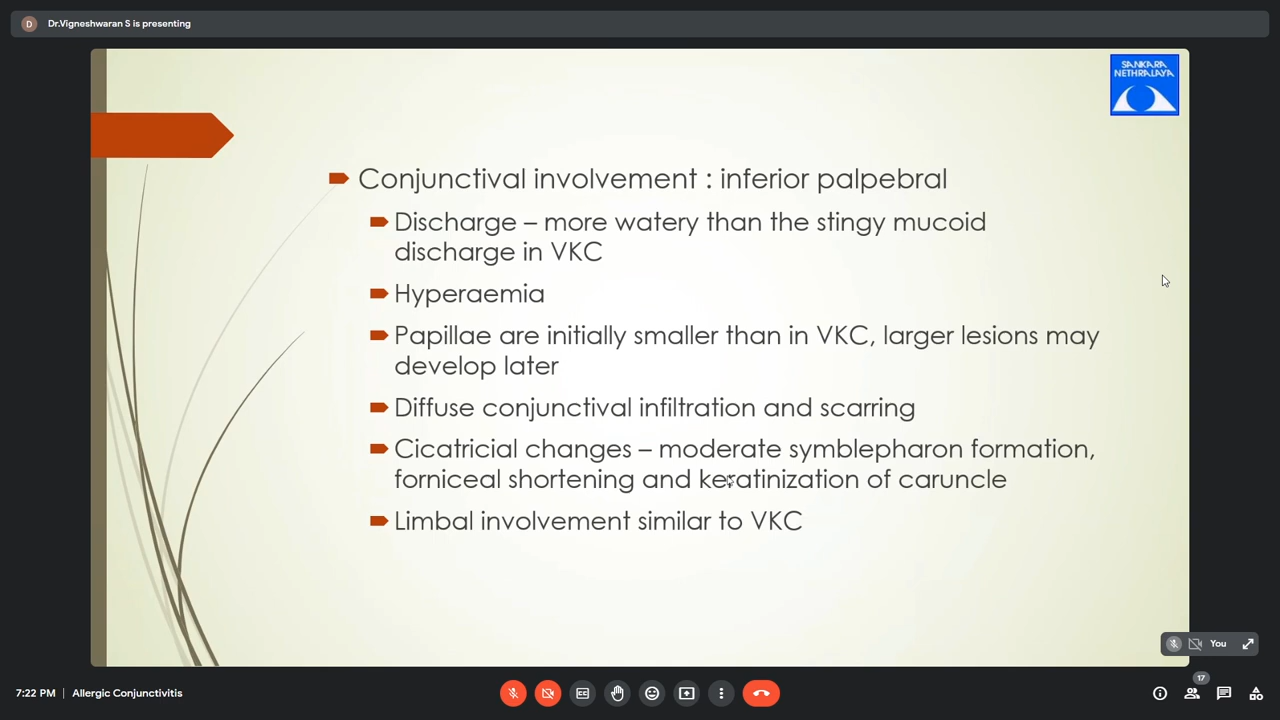 D
Dr.Vigneshwaran S is presenting
SANKARA
NETHRALAYA
Conjunctival involvement : inferior palpebral
Discharge – more watery than the stingy mucoid
discharge in VKC
Hyperaemia
Papillae are initially smaller than in VKC, larger lesions may
develop later
Diffuse conjunctival infiltration and scarring
Cicatricial changes – moderate symblepharon formation,
forniceal shortening and keratinization of caruncle
Limbal involvement similar to VKC
You
7:22 PM | Allergic Conjunctivitis
17